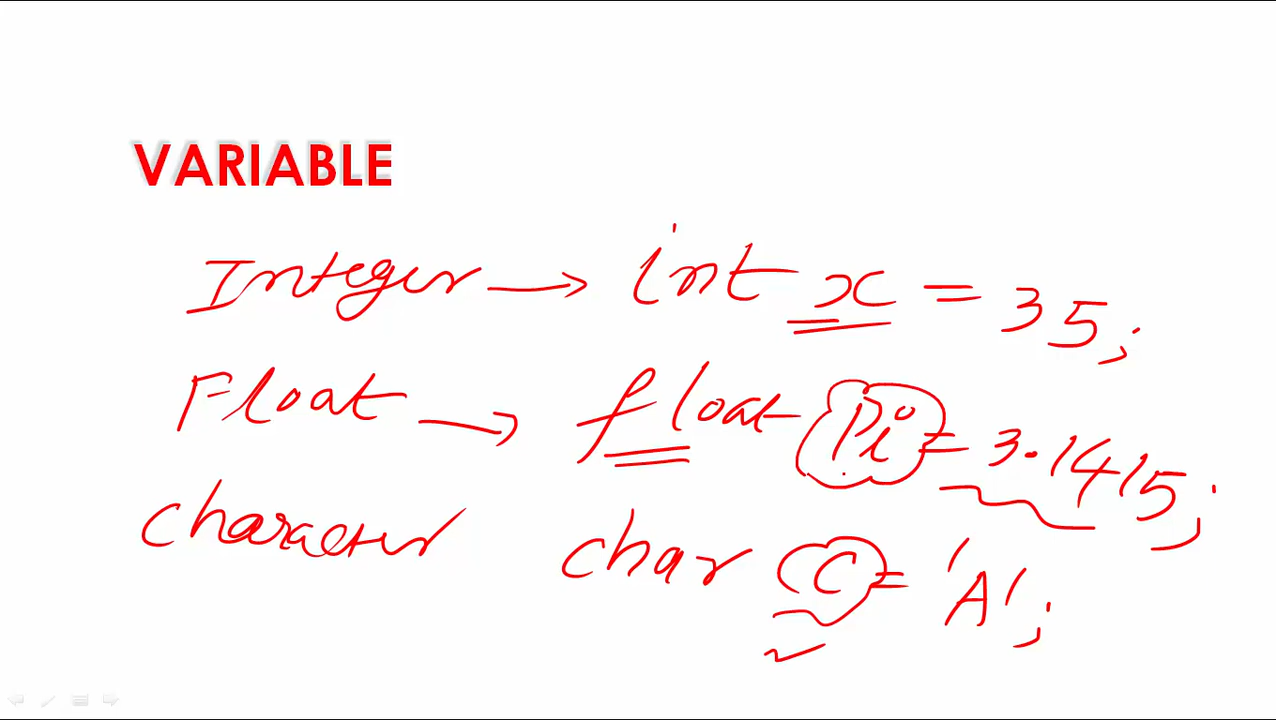 VARIABLE
Integer → int x = 35;
Float → float Pi = 3.1415;
character char C = 'A';